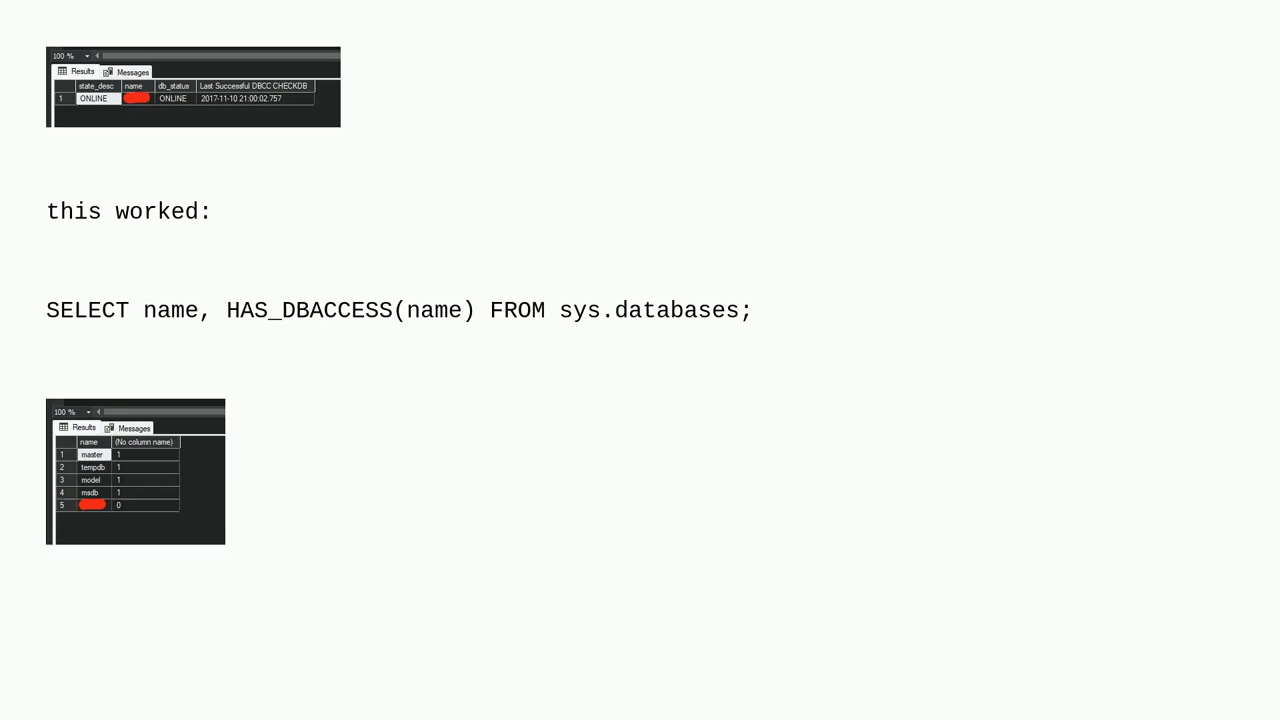 100 %
Results Messages
state_desc name db_status Last Successful DBCC CHECKDB
1 ONLINE ONLINE 2017-11-10 21:00:02.757
this worked:
SELECT name, HAS_DBACCESS(name) FROM sys.databases;
100 %
Results Messages
name (No column name)
1 master 1
2 tempdb 1
3 model 1
4 msdb 1
5 0